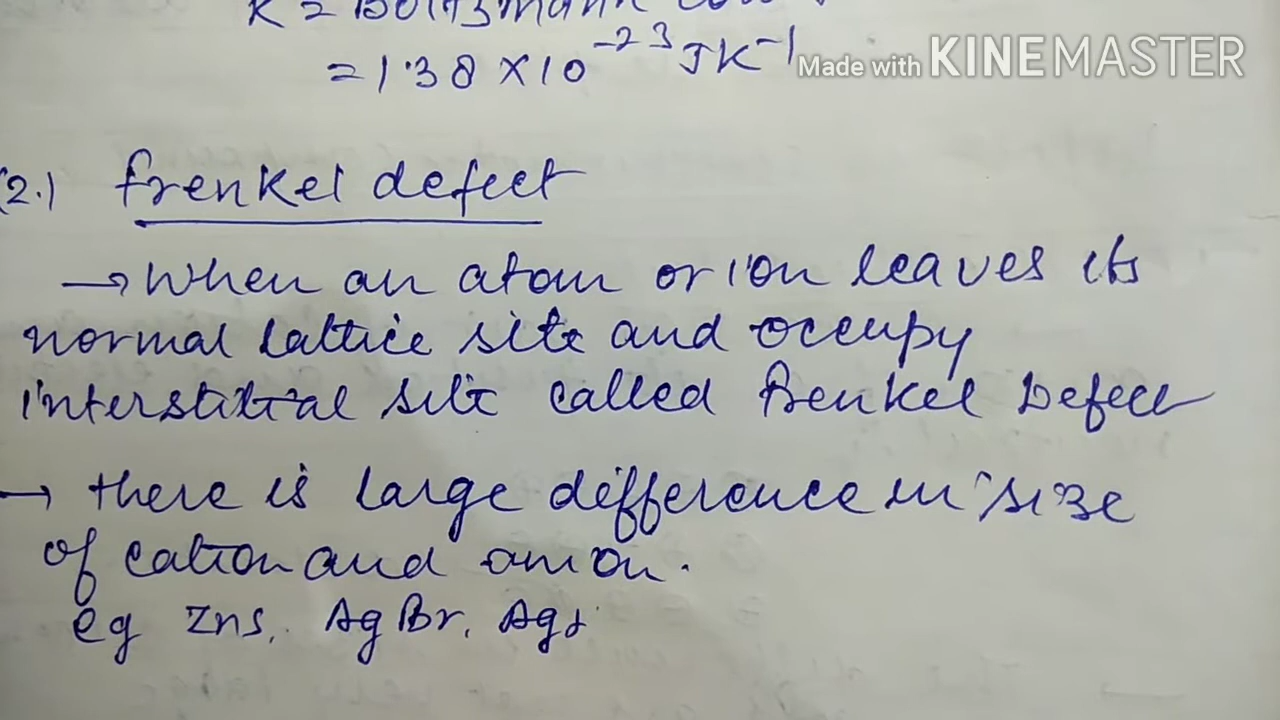 K = Boltzmann
= 1.38 × 10⁻²³ JK⁻¹
Made with KINEMASTER
(2.) frenkel defect
→ When an atom or ion leaves its
normal lattice site and occupy
interstitial site called frenkel Defect
→ there is large difference in size
of cation and anion.
eg Zns, AgBr,